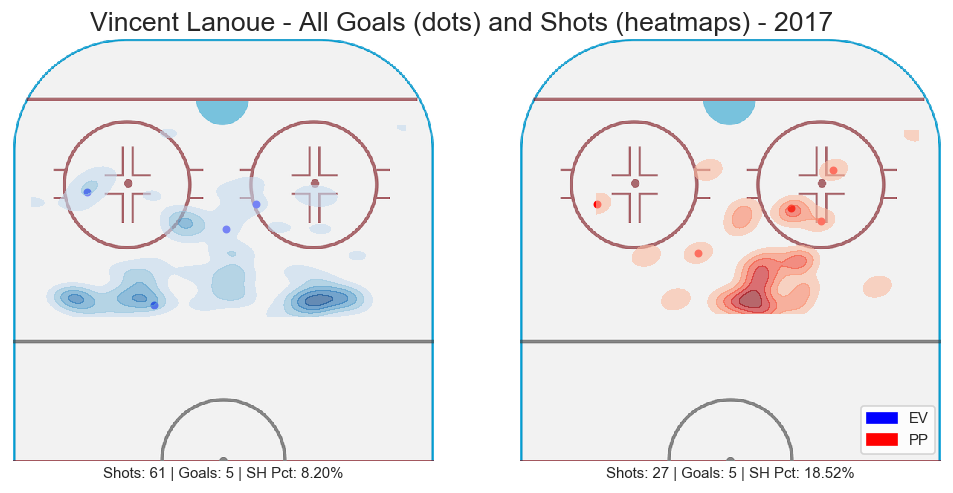 Vincent Lanoue - All Goals (dots) and Shots (heatmaps) - 2017
EV
PP
Shots: 61 | Goals: 5 | SH Pct: 8.20%
Shots: 27 | Goals: 5 | SH Pct: 18.52%